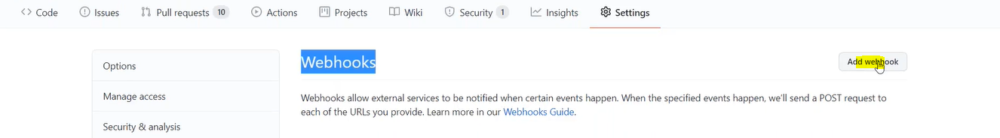 Code Issues Pull requests 10 Actions Projects Wiki Security 1 Insights Settings
Options
Manage access
Security & analysis
Webhooks
Add webhook
Webhooks allow external services to be notified when certain events happen. When the specified events happen, we'll send a POST request to
each of the URLs you provide. Learn more in our Webhooks Guide.